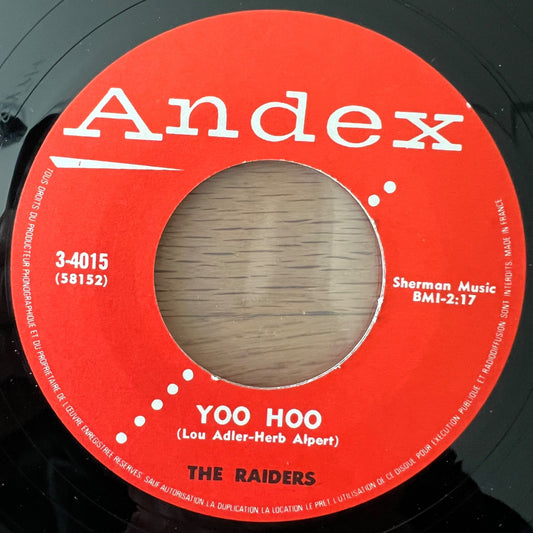 Andex
3-4015
(58152)
Sherman Music
BMI-2:17
YOO HOO
(Lou Adler-Herb Alpert)
THE RAIDERS
TOUS DROITS DU PRODUCTEUR PHONOGRAPHIQUE ET DU PROPRIETAIRE DE L'ŒUVRE ENREGISTREE RESERVES. SAUF AUTORISATION LA DUPLICATION, LA LOCATION, LE PRET, L'UTILISATION DE CE DISQUE POUR EXECUTION PUBLIQUE ET RADIODIFFUSION SONT INTERDITS. MADE IN FRANCE